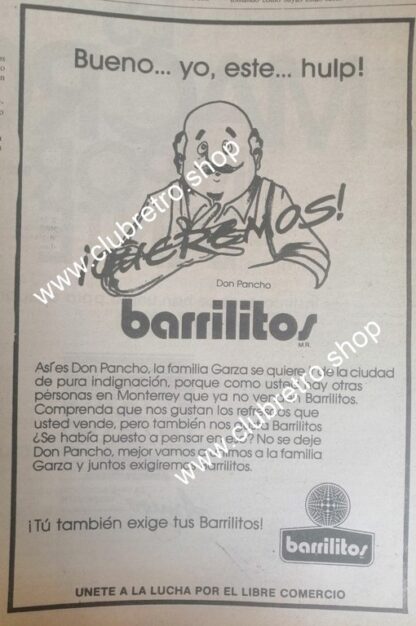 Bueno... yo, este... hulp!
¡QUEREMOS!
Don Pancho
barrilitos
M.R.
Así es Don Pancho, la familia Garza se quiere de la ciudad
de pura indignación, porque como usted hay otras
personas en Monterrey que ya no venden Barrilitos.
Comprenda que nos gustan los refrescos que
usted vende, pero también nos gusta Barrilitos
¿Se había puesto a pensar en eso? No se deje
Don Pancho, mejor vamos a unirnos a la familia
Garza y juntos exigiremos Barrilitos.
¡Tú también exige tus Barrilitos!
barrilitos
UNETE A LA LUCHA POR EL LIBRE COMERCIO
www.clubretro.shop
www.clubretro.shop